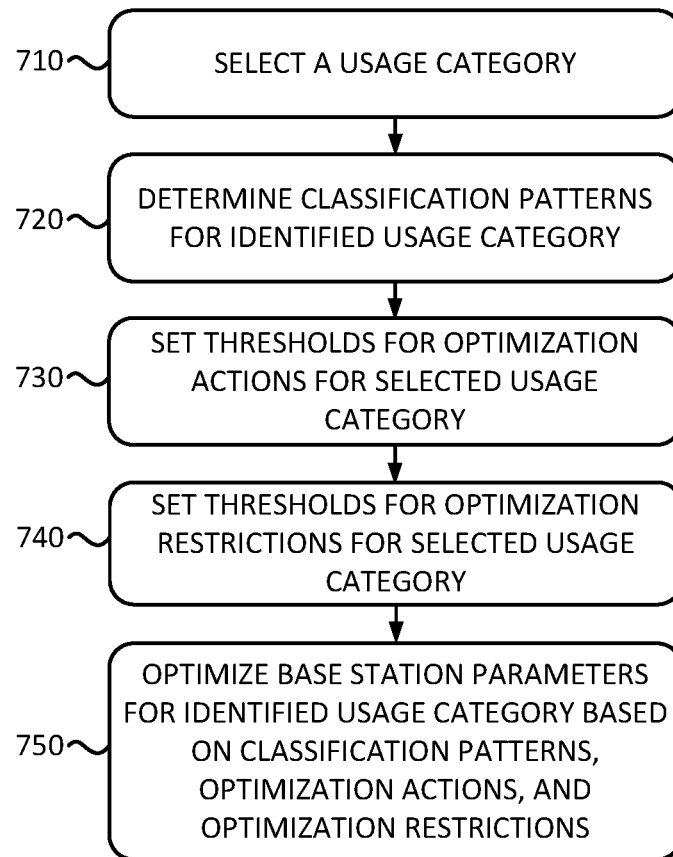 710
SELECT A USAGE CATEGORY
720
DETERMINE CLASSIFICATION PATTERNS
FOR IDENTIFIED USAGE CATEGORY
730
SET THRESHOLDS FOR OPTIMIZATION
ACTIONS FOR SELECTED USAGE
CATEGORY
740
SET THRESHOLDS FOR OPTIMIZATION
RESTRICTIONS FOR SELECTED USAGE
CATEGORY
750
OPTIMIZE BASE STATION PARAMETERS
FOR IDENTIFIED USAGE CATEGORY BASED
ON CLASSIFICATION PATTERNS,
OPTIMIZATION ACTIONS, AND
OPTIMIZATION RESTRICTIONS